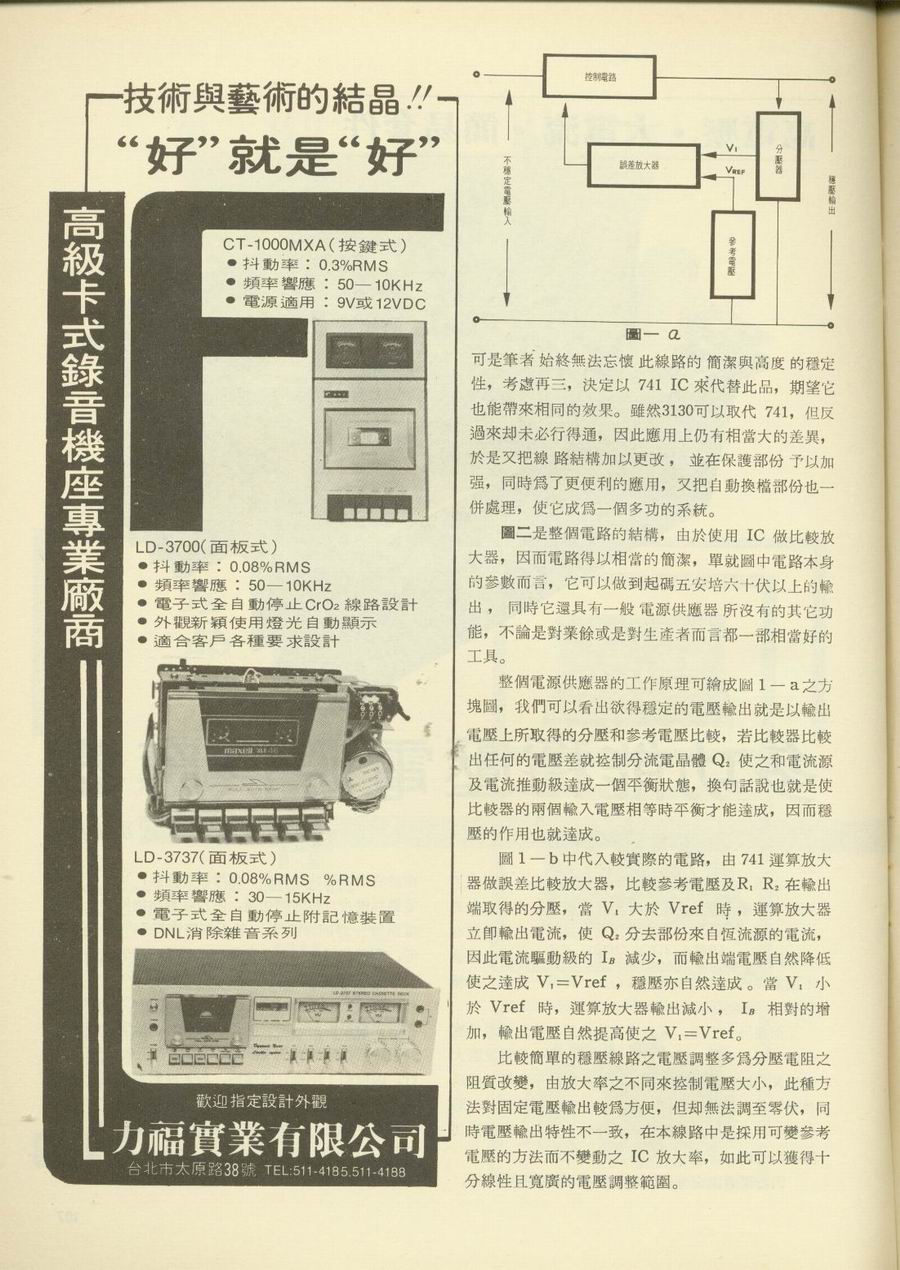 技術與藝術的結晶!!
“好”就是“好”
高級卡式錄音機座專業廠商
CT-1000MXA(按鍵式)
● 抖動率：0.3%RMS
● 頻率響應：50—10KHz
● 電源適用：9V或12VDC
LD-3700(面板式)
● 抖動率：0.08%RMS
● 頻率響應：50—10KHz
● 電子式全自動停止CrO₂線路設計
● 外觀新穎使用燈光自動顯示
● 適合客戶各種要求設計
maxell
LD-3737(面板式)
● 抖動率：0.08%RMS %RMS
● 頻率響應：30—15KHz
● 電子式全自動停止附記憶裝置
● DNL消除雜音系列
LD-3737 STEREO CASSETTE DECK
歡迎指定設計外觀
力福實業有限公司
台北市太原路38號 TEL:511-4185.511-4188
控制電路
誤差放大器
V₁
VREF
分壓器
參考電壓
不穩定電壓輸入
穩壓輸出
圖一 a
可是筆者始終無法忘懷此線路的簡潔與高度的穩定
性，考慮再三，決定以 741 IC 來代替此品，期望它
也能帶來相同的效果。雖然3130可以取代 741，但反
過來却未必行得通，因此應用上仍有相當大的差異，
於是又把線路結構加以更改，並在保護部份予以加
强，同時爲了更便利的應用，又把自動換檔部份也一
併處理，使它成爲一個多功的系統。
圖二是整個電路的結構，由於使用 IC 做比較放
大器，因而電路得以相當的簡潔，單就圖中電路本身
的參數而言，它可以做到起碼五安培六十伏以上的輸
出，同時它還具有一般電源供應器所沒有的其它功
能，不論是對業餘或是對生產者而言都一部相當好的
工具。
整個電源供應器的工作原理可繪成圖1—a之方
塊圖，我們可以看出欲得穩定的電壓輸出就是以輸出
電壓上所取得的分壓和參考電壓比較，若比較器比較
出任何的電壓差就控制分流電晶體 Q₂ 使之和電流源
及電流推動級達成一個平衡狀態，換句話說也就是使
比較器的兩個輸入電壓相等時平衡才能達成，因而穩
壓的作用也就達成。
圖1—b中代入較實際的電路，由 741 運算放大
器做誤差比較放大器，比較參考電壓及R₁ R₂ 在輸出
端取得的分壓，當 V₁ 大於 Vref 時，運算放大器
立卽輸出電流，使 Q₂ 分去部份來自恆流源的電流，
因此電流驅動級的 IB 減少，而輸出端電壓自然降低
使之達成 V₁=Vref ，穩壓亦自然達成。當 V₁ 小
於 Vref 時，運算放大器輸出減小， IB 相對的增
加，輸出電壓自然提高使之 V₁=Vref。
比較簡單的穩壓線路之電壓調整多爲分壓電阻之
阻質改變，由放大率之不同來控制電壓大小，此種方
法對固定電壓輸出較爲方便，但却無法調至零伏，同
時電壓輸出特性不一致，在本線路中是採用可變參考
電壓的方法而不變動之 IC 放大率，如此可以獲得十
分線性且寬廣的電壓調整範圍。